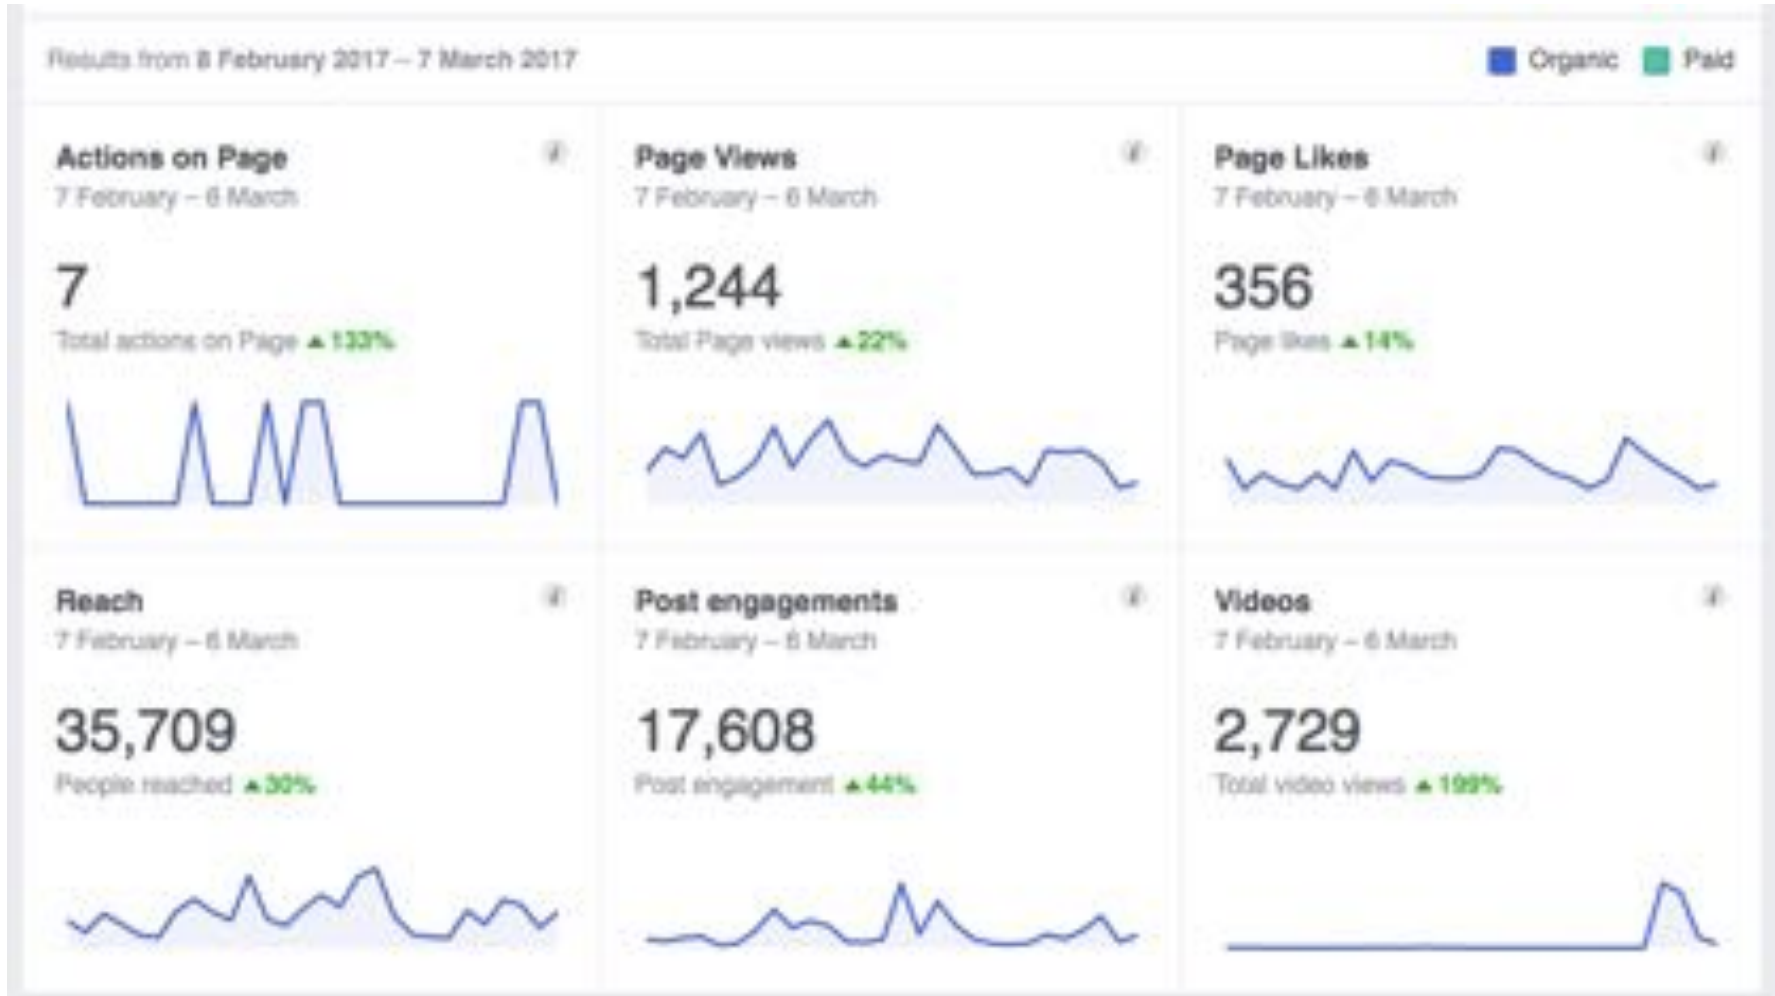 Results from 8 February 2017 – 7 March 2017
Organic Paid
Actions on Page
7 February – 6 March
7
Total actions on Page ▲133%
Page Views
7 February – 6 March
1,244
Total Page views ▲22%
Page Likes
7 February – 6 March
356
Page likes ▲14%
Reach
7 February – 6 March
35,709
People reached ▲30%
Post engagements
7 February – 6 March
17,608
Post engagement ▲44%
Videos
7 February – 6 March
2,729
Total video views ▲199%